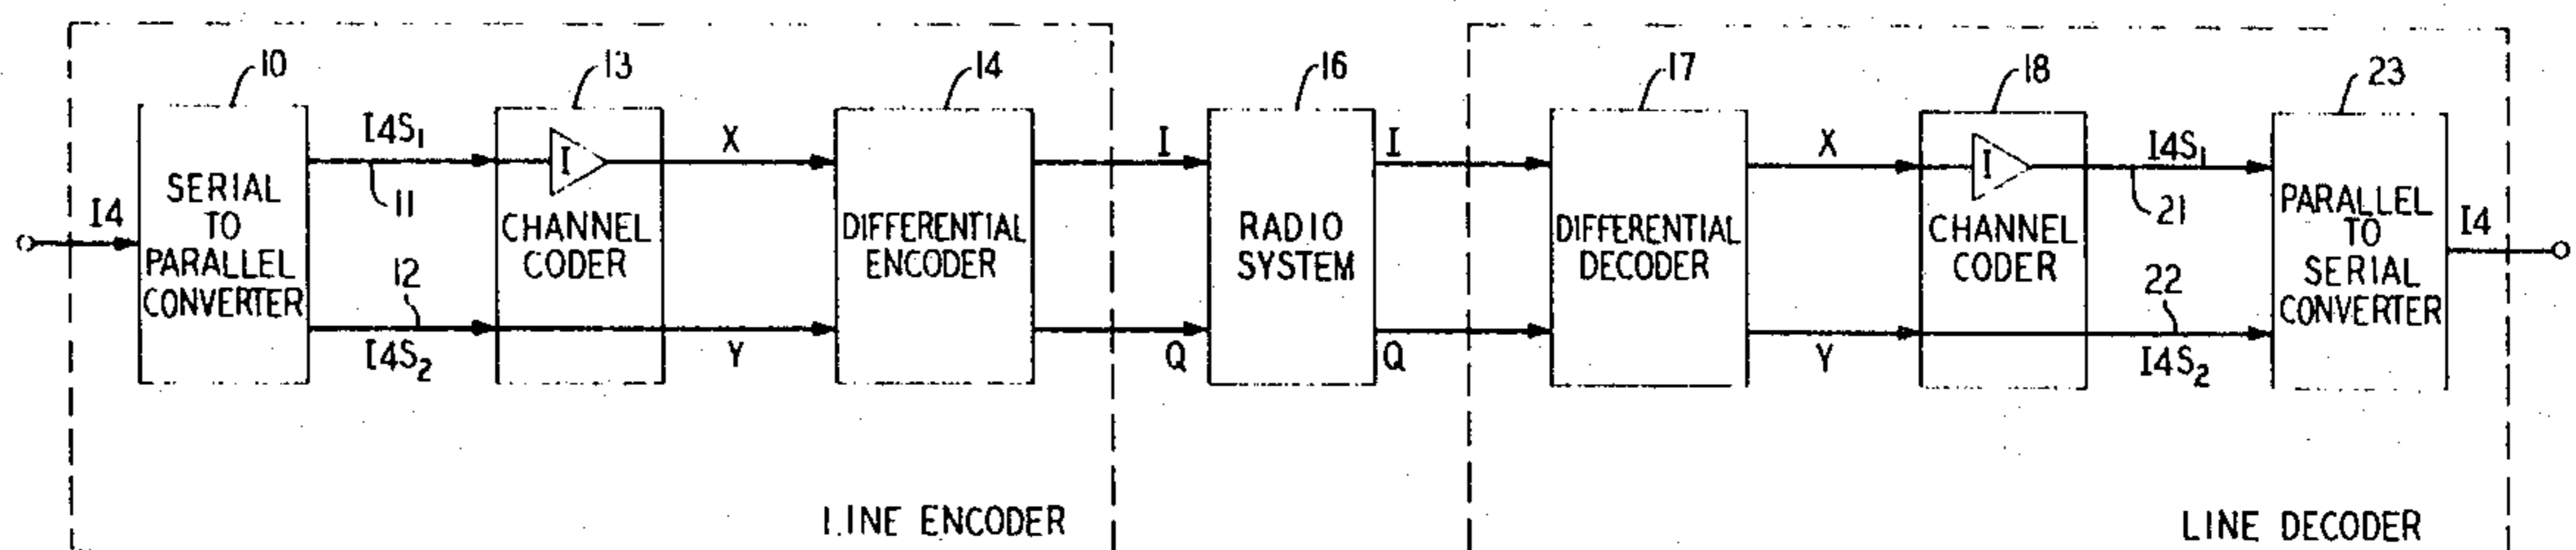 10
13
14
16
17
18
23
I4
SERIAL
TO
PARALLEL
CONVERTER
I4S₁
11
12
I4S₂
I
CHANNEL
CODER
X
Y
DIFFERENTIAL
ENCODER
I
Q
RADIO
SYSTEM
I
Q
DIFFERENTIAL
DECODER
X
Y
I
CHANNEL
CODER
I4S₁
21
22
I4S₂
PARALLEL
TO
SERIAL
CONVERTER
I4
LINE ENCODER
LINE DECODER